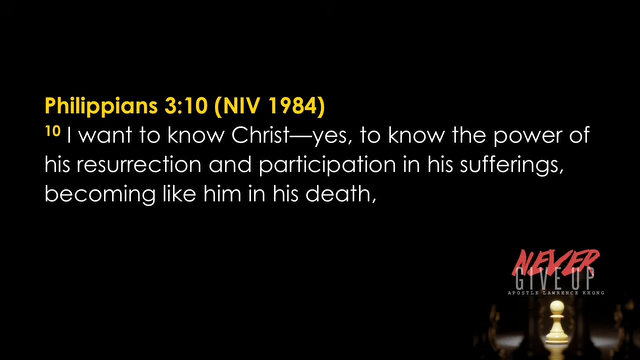 Philippians 3:10 (NIV 1984)
10 I want to know Christ—yes, to know the power of
his resurrection and participation in his sufferings,
becoming like him in his death,
NEVER
GIVE UP
APOSTLE LAWRENCE KHONG